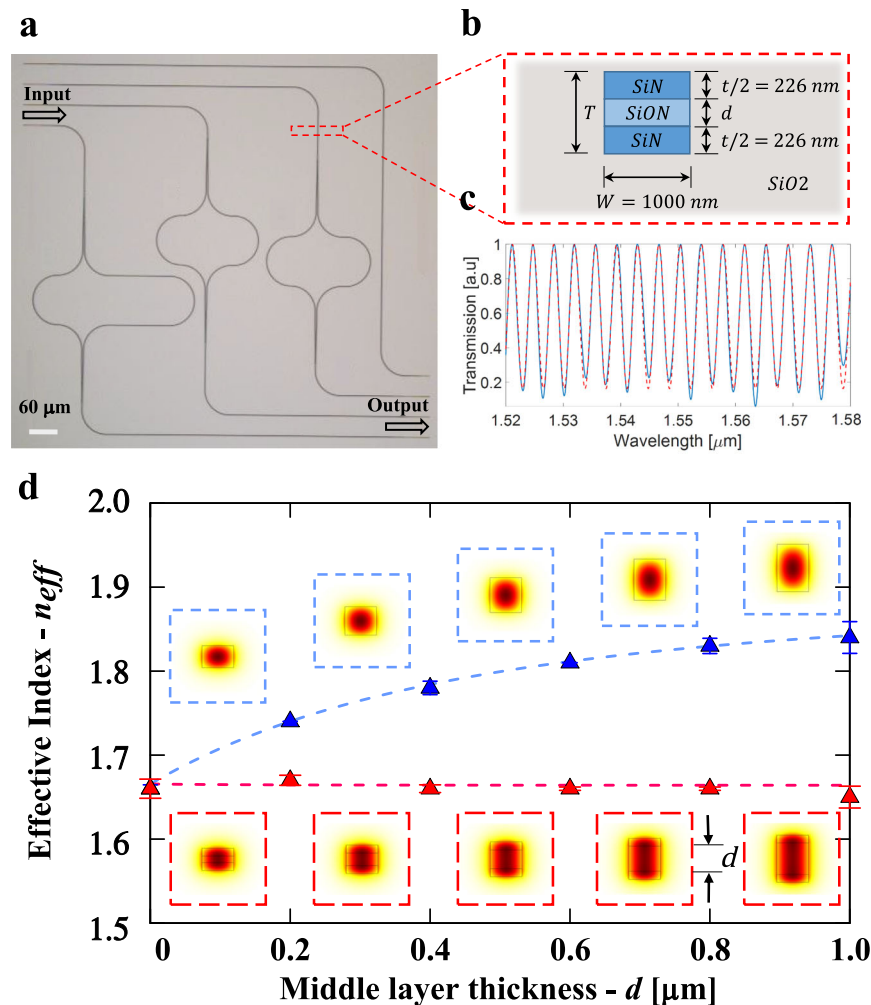 a
Input
Output
60 μm
b
SiN
SiON
SiN
T
t/2 = 226 nm
d
t/2 = 226 nm
W = 1000 nm
SiO2
c
Transmission [a.u]
1
0.8
0.6
0.4
0.2
1.52 1.53 1.54 1.55 1.56 1.57 1.58
Wavelength [μm]
d
Effective Index - neff
2.0
1.9
1.8
1.7
1.6
1.5
d
0 0.2 0.4 0.6 0.8 1.0
Middle layer thickness - d [μm]